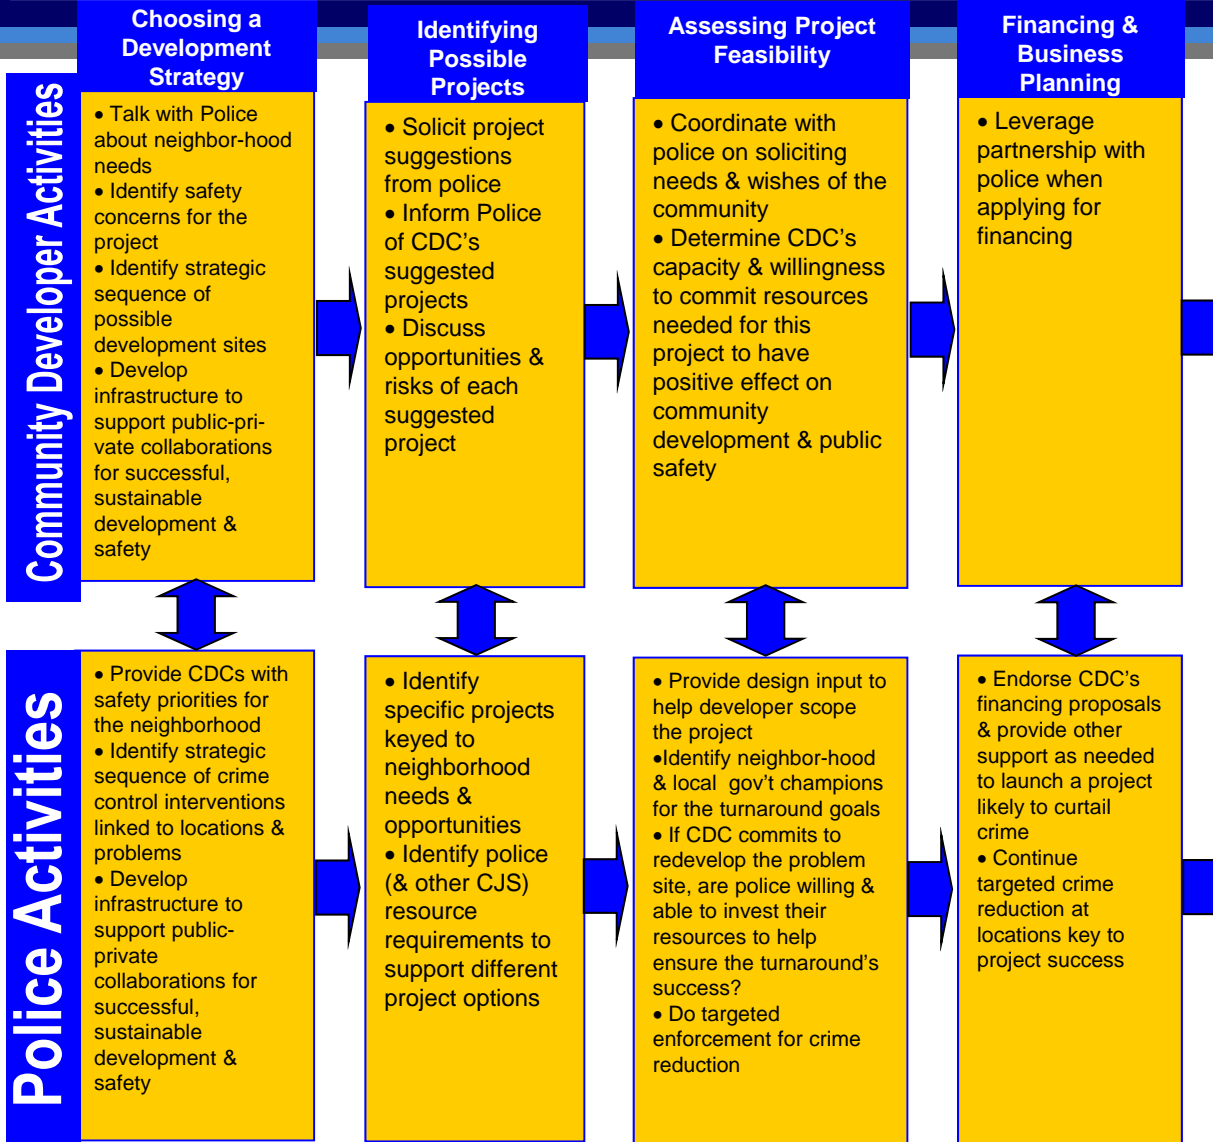 Choosing a
Development
Strategy
Identifying
Possible
Projects
Assessing Project
Feasibility
Financing &
Business
Planning
Community Developer Activities
• Talk with Police
about neighbor-hood
needs
• Identify safety
concerns for the
project
• Identify strategic
sequence of
possible
development sites
• Develop
infrastructure to
support public-pri-
vate collaborations
for successful,
sustainable
development &
safety
• Solicit project
suggestions
from police
• Inform Police
of CDC's
suggested
projects
• Discuss
opportunities &
risks of each
suggested
project
• Coordinate with
police on soliciting
needs & wishes of the
community
• Determine CDC's
capacity & willingness
to commit resources
needed for this
project to have
positive effect on
community
development & public
safety
• Leverage
partnership with
police when
applying for
financing
Police Activities
• Provide CDCs with
safety priorities for
the neighborhood
• Identify strategic
sequence of crime
control interventions
linked to locations &
problems
• Develop
infrastructure to
support public-
private
collaborations for
successful,
sustainable
development &
safety
• Identify
specific projects
keyed to
neighborhood
needs &
opportunities
• Identify police
(& other CJS)
resource
requirements to
support different
project options
• Provide design input to
help developer scope
the project
•Identify neighbor-hood
& local gov't champions
for the turnaround goals
• If CDC commits to
redevelop the problem
site, are police willing &
able to invest their
resources to help
ensure the turnaround's
success?
• Do targeted
enforcement for crime
reduction
• Endorse CDC's
financing proposals
& provide other
support as needed
to launch a project
likely to curtail
crime
• Continue
targeted crime
reduction at
locations key to
project success